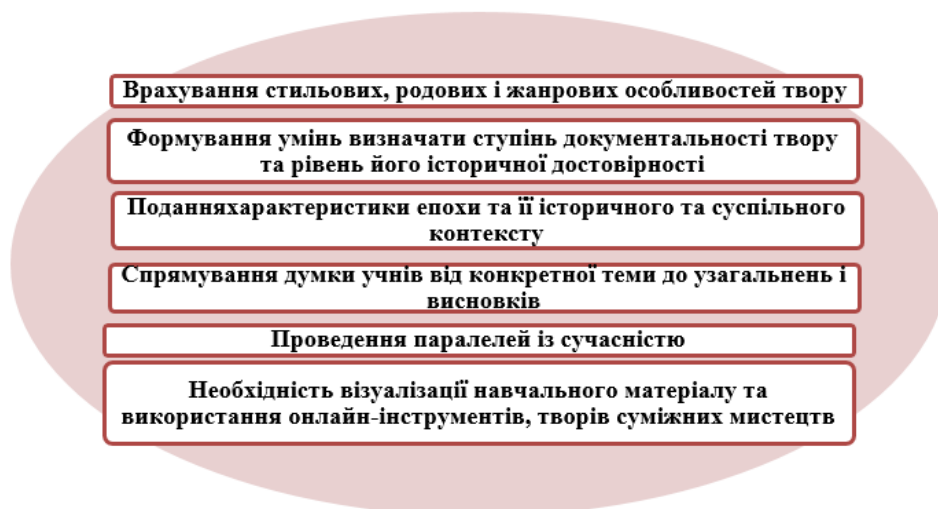 Врахування стильових, родових і жанрових особливостей твору
Формування умінь визначати ступінь документальності твору
та рівень його історичної достовірності
Поданняхарактеристики епохи та її історичного та суспільного
контексту
Спрямування думки учнів від конкретної теми до узагальнень і
висновків
Проведення паралелей із сучасністю
Необхідність візуалізації навчального матеріалу та
використання онлайн-інструментів, творів суміжних мистецтв